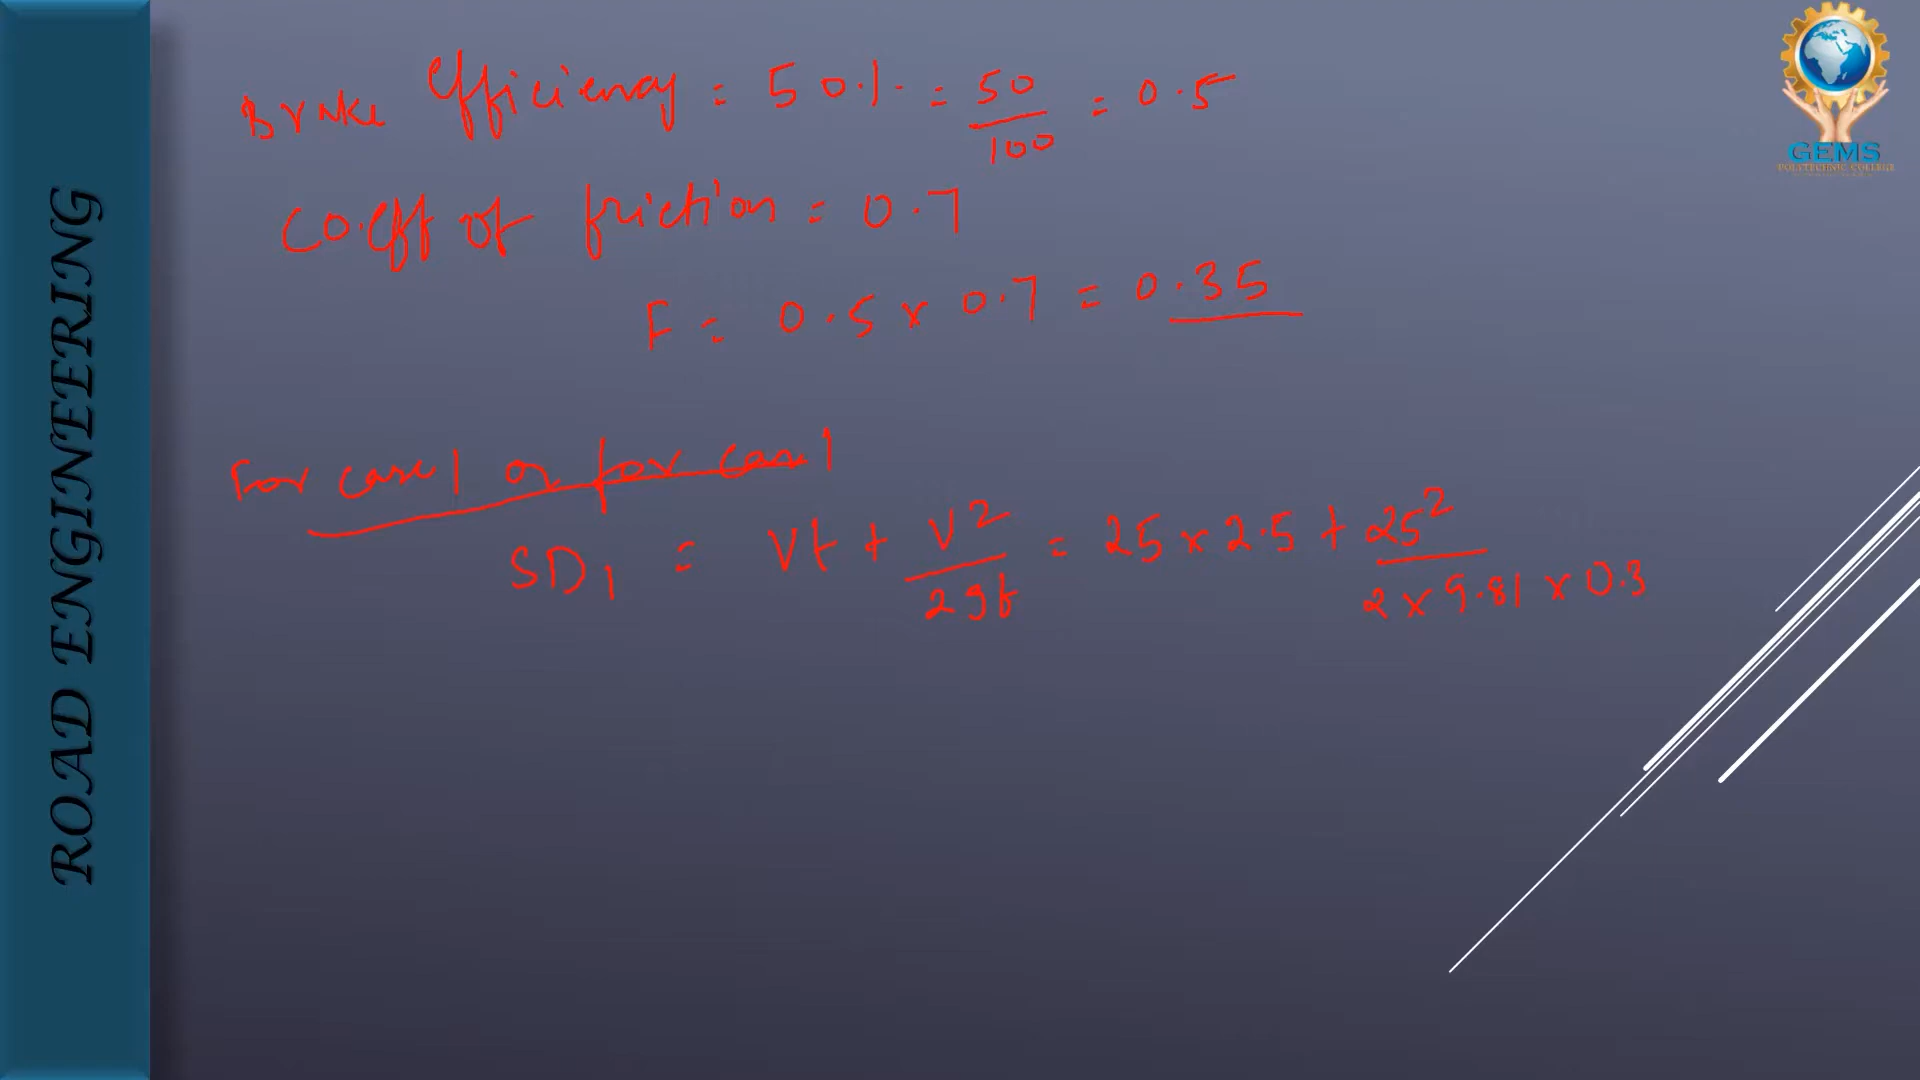 ROAD ENGINEERING
GEMS
POLYTECHNIC COLLEGE
Brake Efficiency = 50% = 50/100 = 0.5
Co.eff of friction = 0.7
F = 0.5 x 0.7 = 0.35
For case 1 or for case 1
SD1 = Vt + V²/2gf = 25 x 2.5 + 25²/2 x 9.81 x 0.3